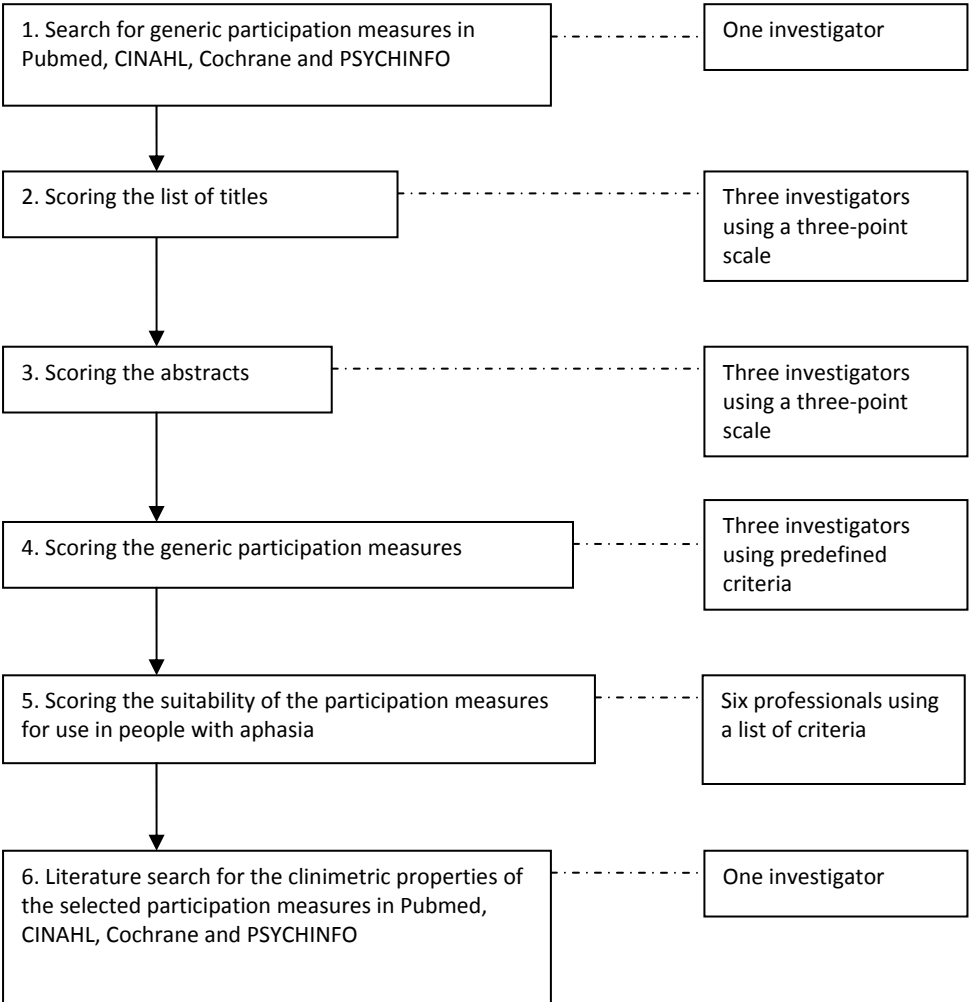 1. Search for generic participation measures in
Pubmed, CINAHL, Cochrane and PSYCHINFO
One investigator
2. Scoring the list of titles
Three investigators
using a three-point
scale
3. Scoring the abstracts
Three investigators
using a three-point
scale
4. Scoring the generic participation measures
Three investigators
using predefined
criteria
5. Scoring the suitability of the participation measures
for use in people with aphasia
Six professionals using
a list of criteria
6. Literature search for the clinimetric properties of
the selected participation measures in Pubmed,
CINAHL, Cochrane and PSYCHINFO
One investigator